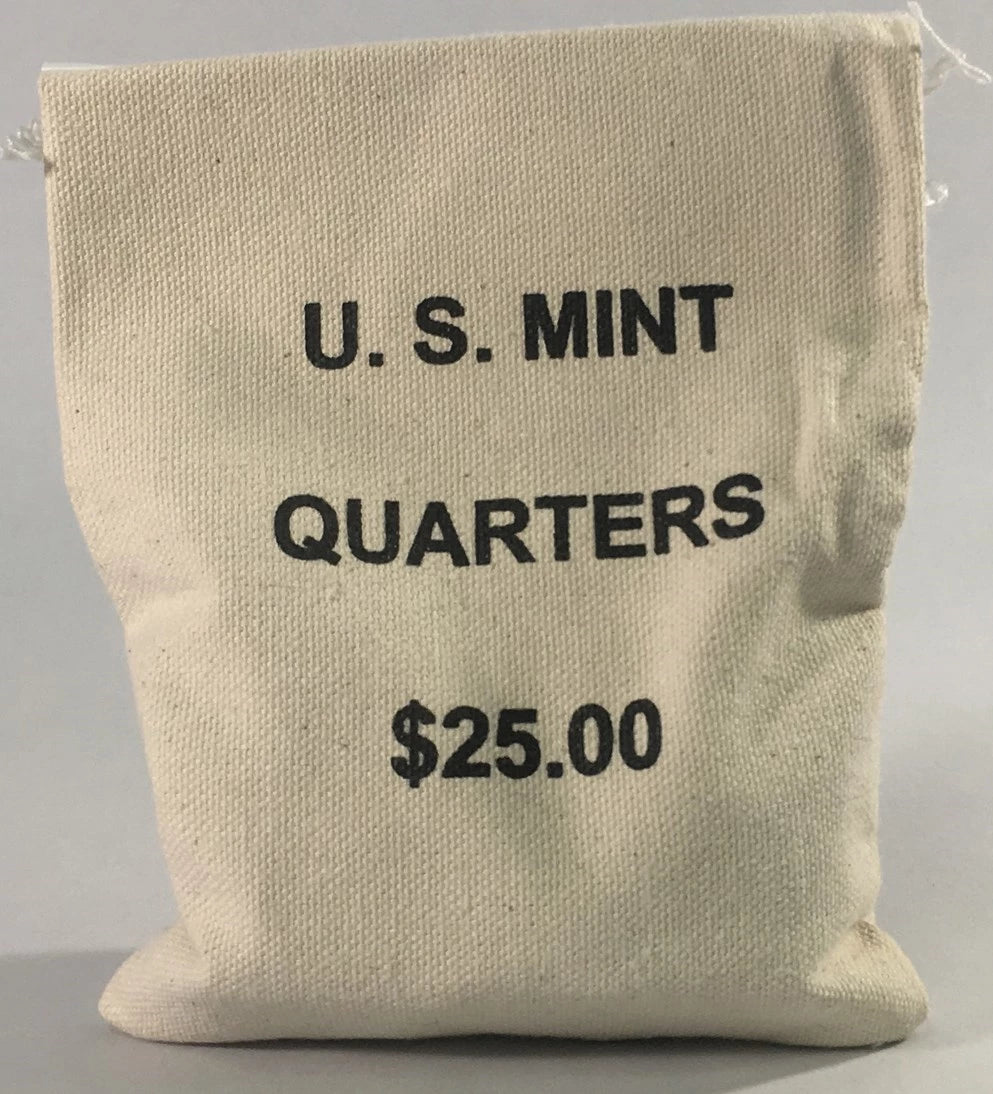 U. S. MINT
QUARTERS
$25.00